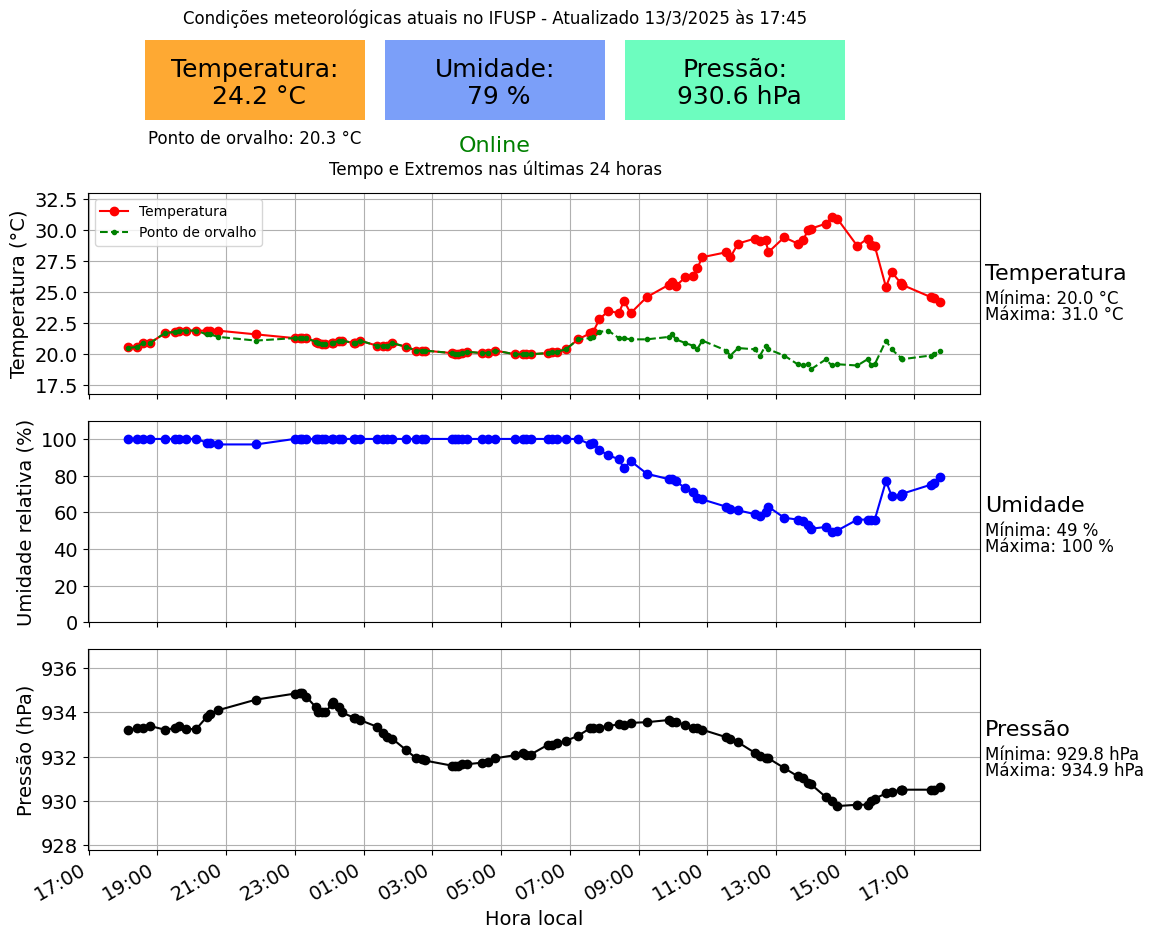 Condições meteorológicas atuais no IFUSP - Atualizado 13/3/2025 às 17:45
Temperatura:
24.2 °C
Umidade:
79 %
Pressão:
930.6 hPa
Ponto de orvalho: 20.3 °C
Online
Tempo e Extremos nas últimas 24 horas
Temperatura (°C)
32.5
30.0
27.5
25.0
22.5
20.0
17.5
Temperatura
Ponto de orvalho
Temperatura
Mínima: 20.0 °C
Máxima: 31.0 °C
Umidade relativa (%)
100
80
60
40
20
0
Umidade
Mínima: 49 %
Máxima: 100 %
Pressão (hPa)
936
934
932
930
928
Pressão
Mínima: 929.8 hPa
Máxima: 934.9 hPa
17:00
19:00
21:00
23:00
01:00
03:00
05:00
07:00
09:00
11:00
13:00
15:00
17:00
Hora local